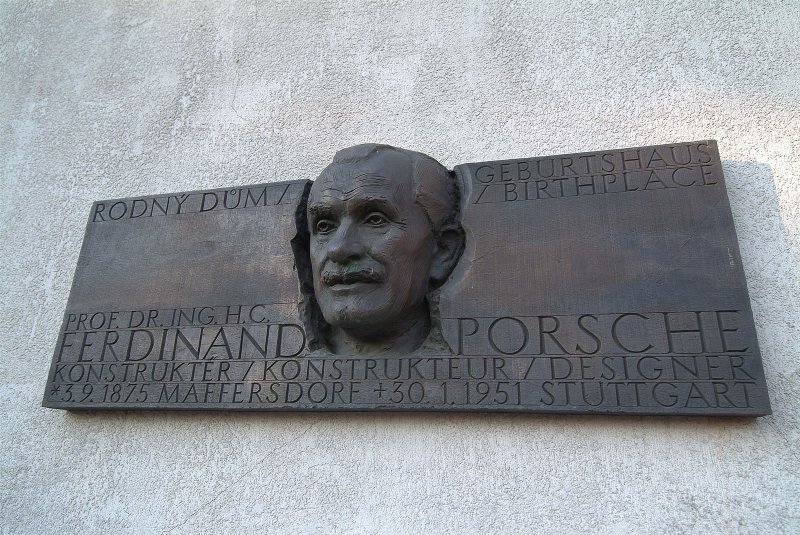 RODNÝ DŮM /
GEBURTSHAUS
/ BIRTHPLACE
PROF. DR. ING. H.C.
FERDINAND PORSCHE
KONSTRUKTÉR / KONSTRUKTEUR / DESIGNER
*3.9.1875 MAFFERSDORF +30.1.1951 STUTTGART